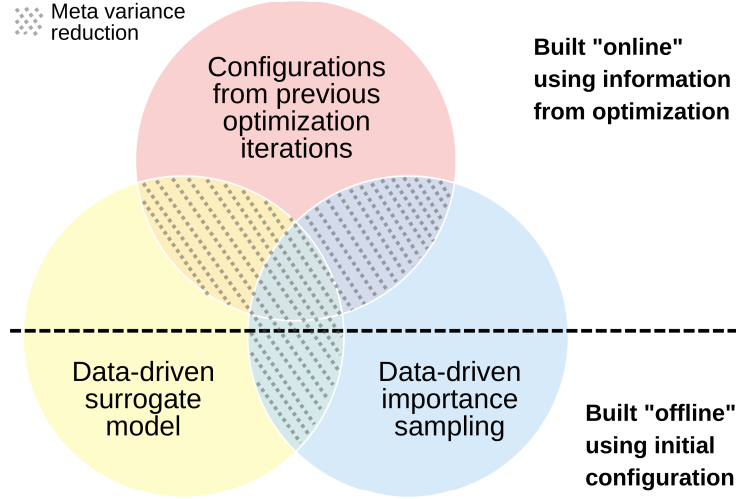 Meta variance
reduction
Configurations
from previous
optimization
iterations
Built "online"
using information
from optimization
Data-driven
surrogate
model
Data-driven
importance
sampling
Built "offline"
using initial
configuration